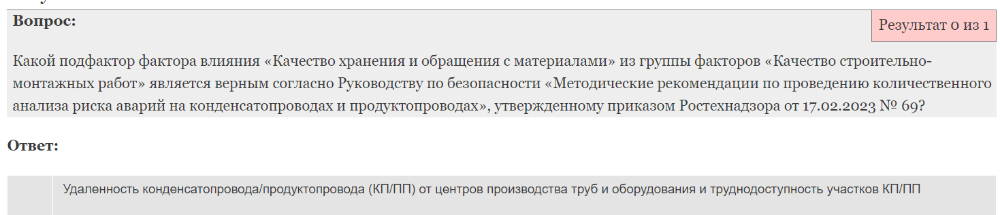 Вопрос:
Результат 0 из 1
Какой подфактор фактора влияния «Качество хранения и обращения с материалами» из группы факторов «Качество строительно-
монтажных работ» является верным согласно Руководству по безопасности «Методические рекомендации по проведению количественного
анализа риска аварий на конденсатопроводах и продуктопроводах», утвержденному приказом Ростехнадзора от 17.02.2023 № 69?
Ответ:
Удаленность конденсатопровода/продуктопровода (КП/ПП) от центров производства труб и оборудования и труднодоступность участков КП/ПП